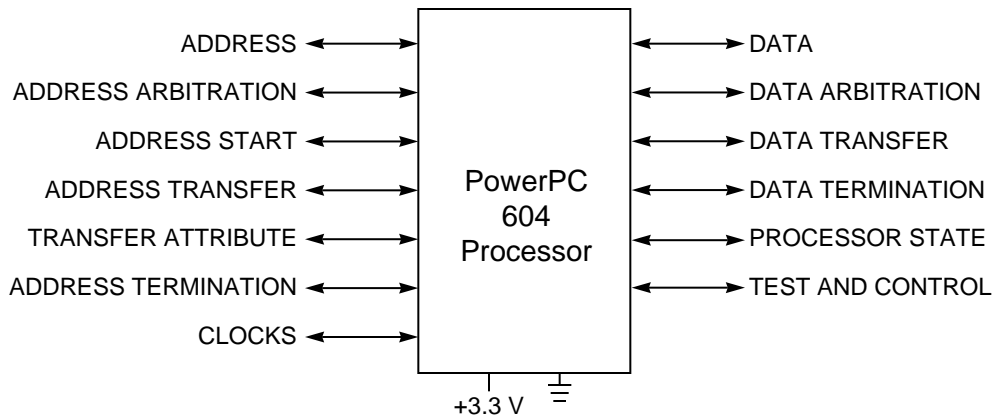 ADDRESS
ADDRESS ARBITRATION
ADDRESS START
ADDRESS TRANSFER
TRANSFER ATTRIBUTE
ADDRESS TERMINATION
CLOCKS
PowerPC
604
Processor
DATA
DATA ARBITRATION
DATA TRANSFER
DATA TERMINATION
PROCESSOR STATE
TEST AND CONTROL
+3.3 V